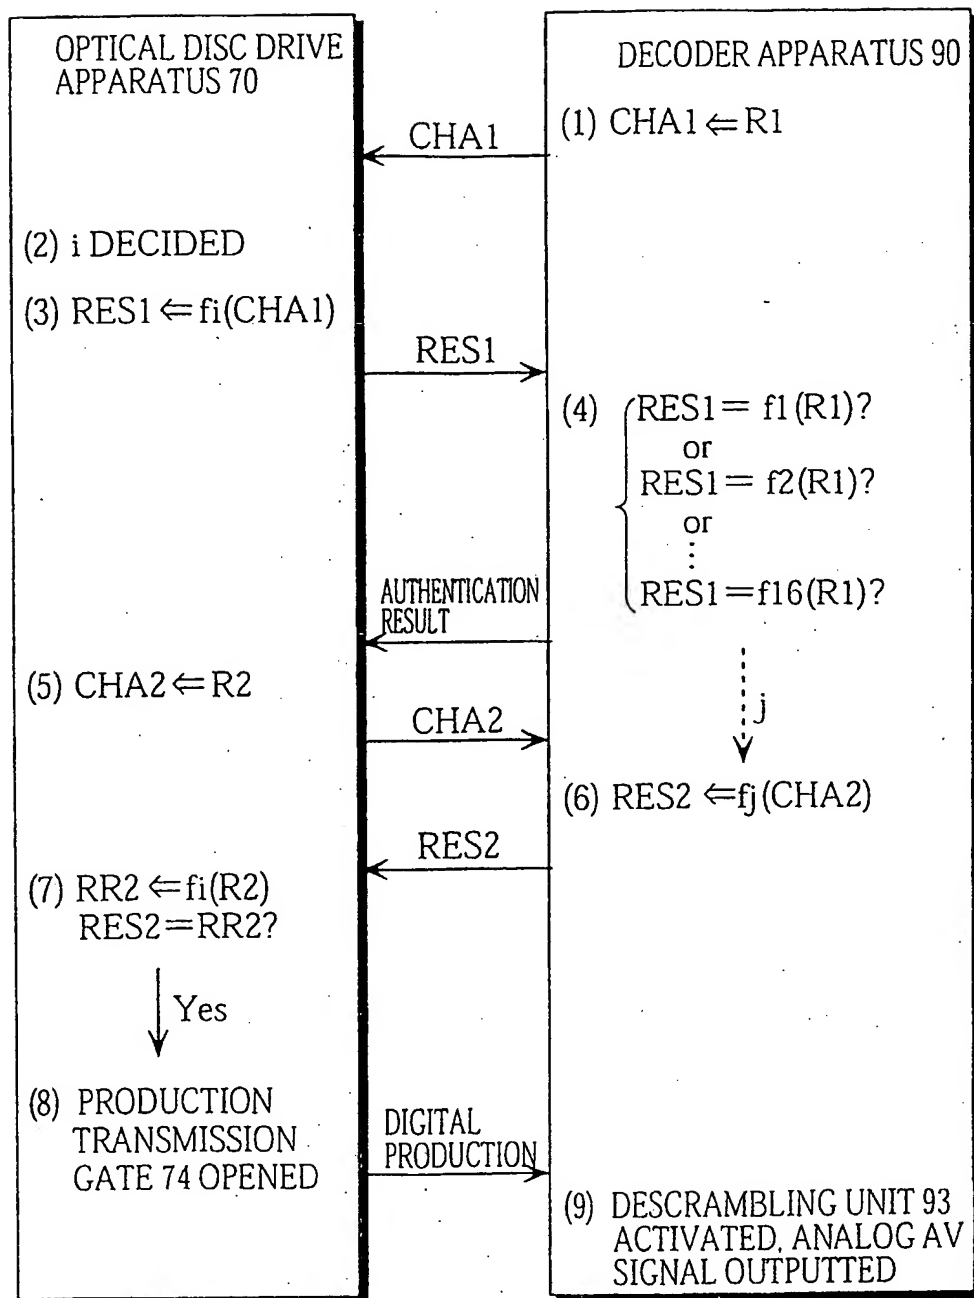 OPTICAL DISC DRIVE
APPARATUS 70
DECODER APPARATUS 90
(1) CHA1 ⇐ R1
CHA1
(2) i DECIDED
(3) RES1 ⇐ fi(CHA1)
RES1
(4) RES1 = f1(R1)?
or
RES1 = f2(R1)?
or
⋮
RES1 = f16(R1)?
AUTHENTICATION
RESULT
(5) CHA2 ⇐ R2
j
CHA2
(6) RES2 ⇐ fj(CHA2)
RES2
(7) RR2 ⇐ fi(R2)
RES2 = RR2?
Yes
(8) PRODUCTION
TRANSMISSION
GATE 74 OPENED
DIGITAL
PRODUCTION
(9) DESCRAMBLING UNIT 93
ACTIVATED, ANALOG AV
SIGNAL OUTPUTTED